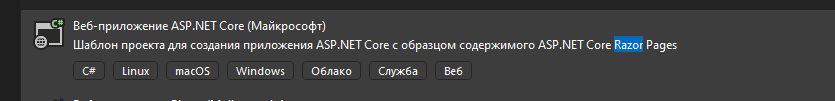 C#
Веб-приложение ASP.NET Core (Майкрософт)
Шаблон проекта для создания приложения ASP.NET Core с образцом содержимого ASP.NET Core Razor Pages
C# Linux macOS Windows Облако Служба Веб